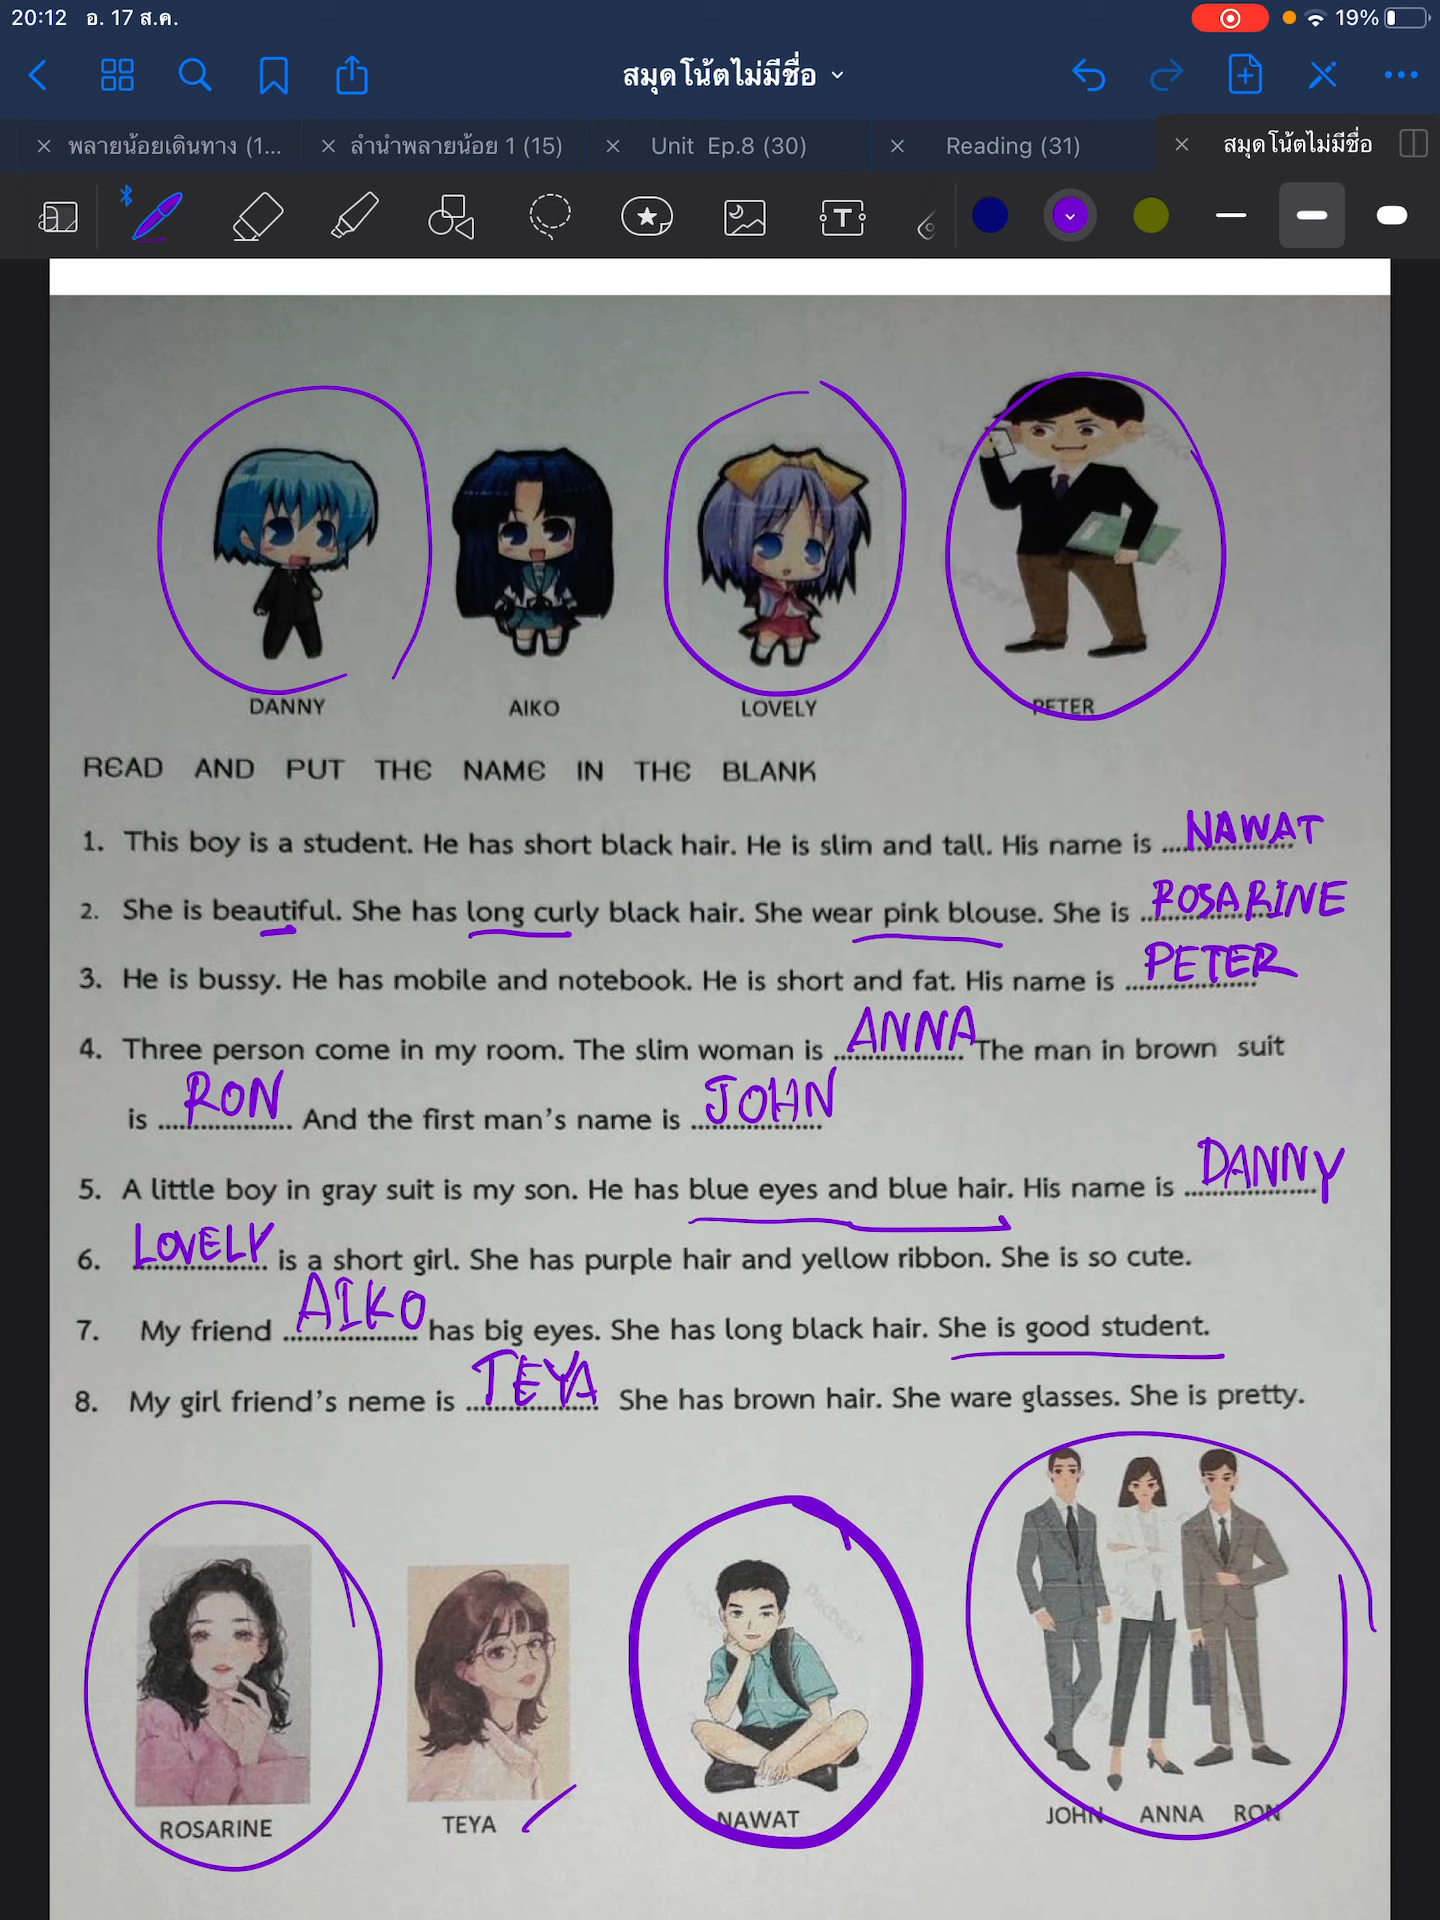 20:12 อ. 17 ส.ค. 19%
สมุดโน้ตไม่มีชื่อ
พลายน้อยเดินทาง (1... ลำนำพลายน้อย 1 (15) Unit Ep.8 (30) Reading (31) สมุดโน้ตไม่มีชื่อ
DANNY AIKO LOVELY PETER
READ AND PUT THE NAME IN THE BLANK
1. This boy is a student. He has short black hair. He is slim and tall. His name is NAWAT
2. She is beautiful. She has long curly black hair. She wear pink blouse. She is ROSARINE
3. He is bussy. He has mobile and notebook. He is short and fat. His name is PETER
4. Three person come in my room. The slim woman is ANNA The man in brown suit
is RON And the first man's name is JOHN
5. A little boy in gray suit is my son. He has blue eyes and blue hair. His name is DANNY
6. LOVELY is a short girl. She has purple hair and yellow ribbon. She is so cute.
7. My friend AIKO has big eyes. She has long black hair. She is good student.
8. My girl friend's neme is TEYA She has brown hair. She ware glasses. She is pretty.
ROSARINE TEYA NAWAT JOHN ANNA RON